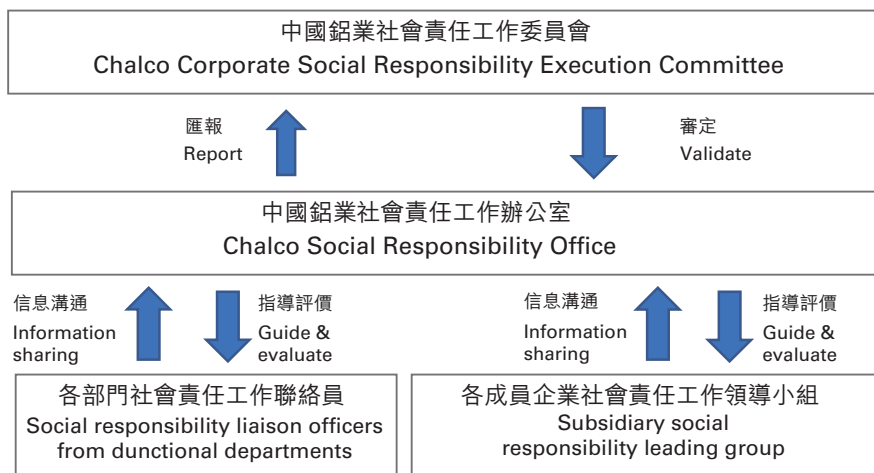 中國鋁業社會責任工作委員會
Chalco Corporate Social Responsibility Execution Committee
匯報
Report
審定
Validate
中國鋁業社會責任工作辦公室
Chalco Social Responsibility Office
信息溝通
Information
sharing
指導評價
Guide &
evaluate
信息溝通
Information
sharing
指導評價
Guide &
evaluate
各部門社會責任工作聯絡員
Social responsibility liaison officers
from dunctional departments
各成員企業社會責任工作領導小組
Subsidiary social
responsibility leading group